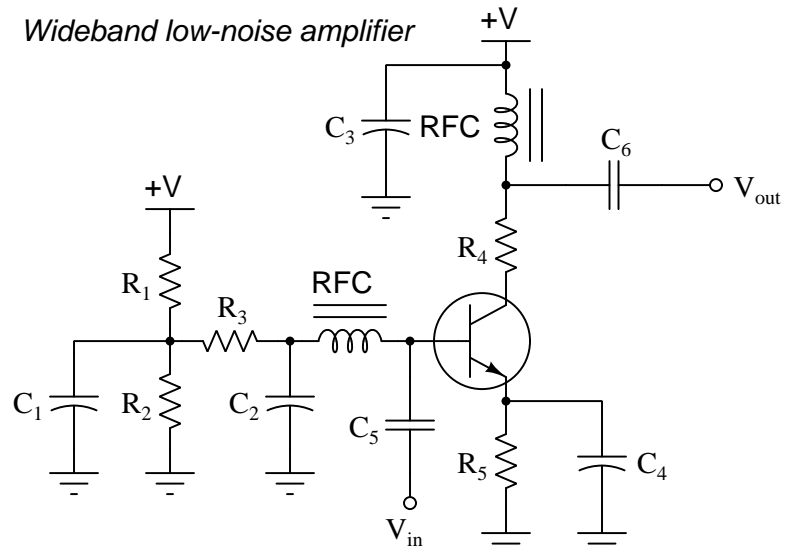 Wideband low-noise amplifier
+V
C3
RFC
C6
Vout
+V
R4
R1
RFC
R3
C1
R2
C2
C5
R5
C4
Vin